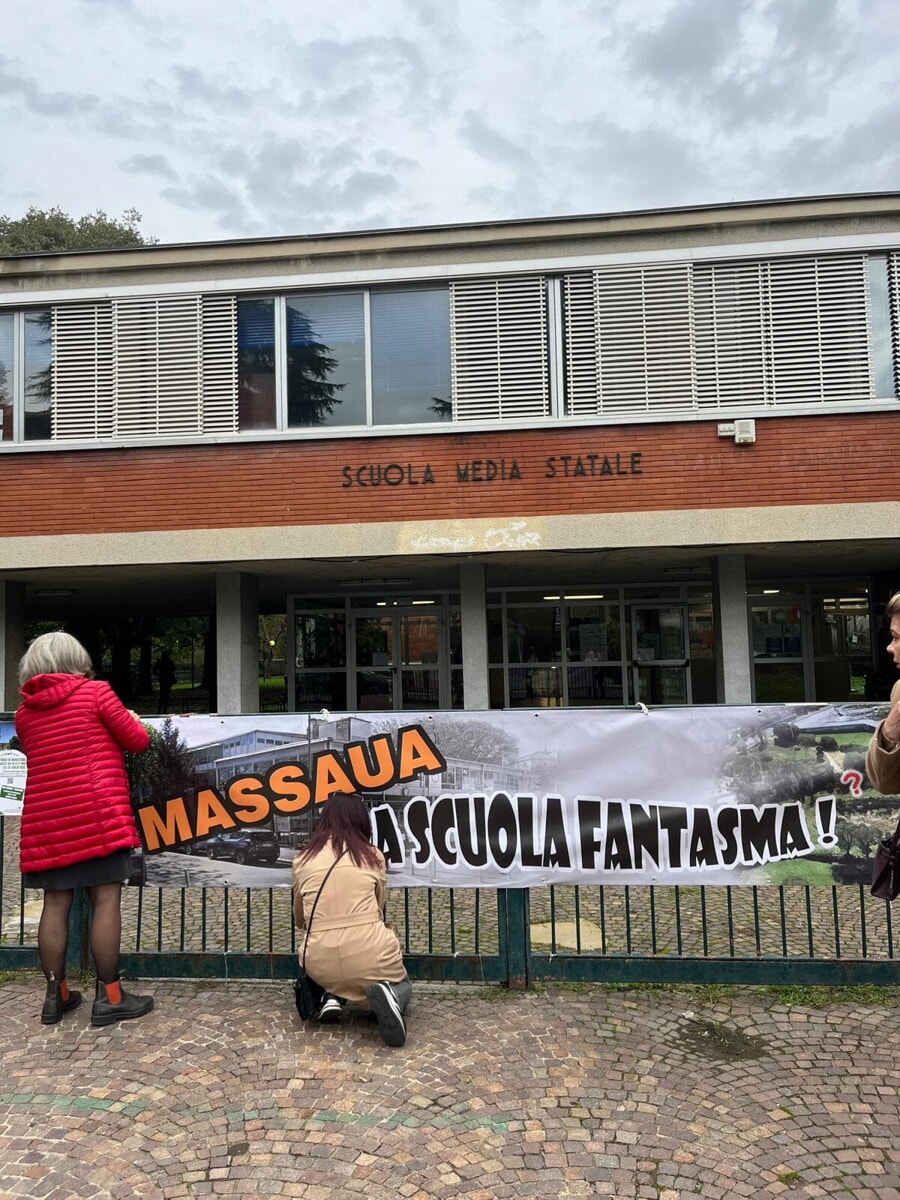 SCUOLA MEDIA STATALE
MASSAUA
A SCUOLA FANTASMA !
?